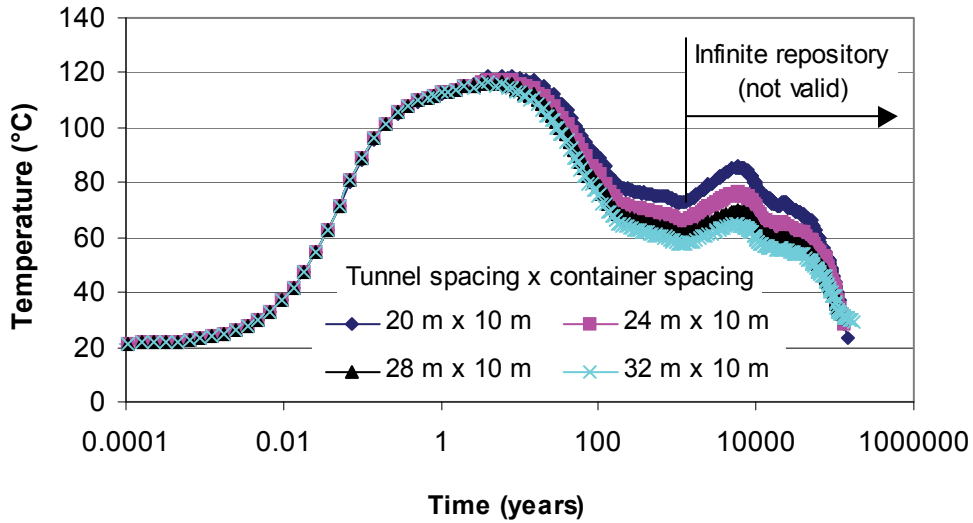 140
120
100
80
60
40
20
0
Temperature (°C)
Infinite repository
(not valid)
Tunnel spacing x container spacing
20 m x 10 m
24 m x 10 m
28 m x 10 m
32 m x 10 m
0.0001
0.01
1
100
10000
1000000
Time (years)